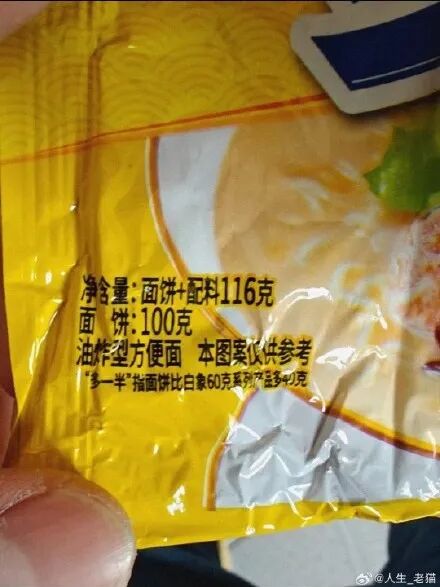 净含量:面饼+配料116克
面 饼:100克
油炸型方便面 本图案仅供参考
“多一半”指面饼比白象60克系列产品多40克
@人生_老猫